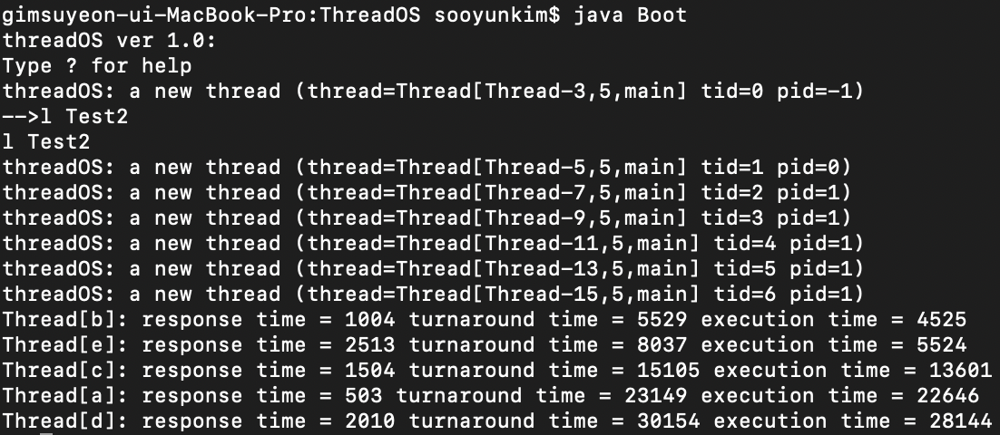 gimsuyeon-ui-MacBook-Pro:ThreadOS sooyunkim$ java Boot
threadOS ver 1.0:
Type ? for help
threadOS: a new thread (thread=Thread[Thread-3,5,main] tid=0 pid=-1)
-->l Test2
l Test2
threadOS: a new thread (thread=Thread[Thread-5,5,main] tid=1 pid=0)
threadOS: a new thread (thread=Thread[Thread-7,5,main] tid=2 pid=1)
threadOS: a new thread (thread=Thread[Thread-9,5,main] tid=3 pid=1)
threadOS: a new thread (thread=Thread[Thread-11,5,main] tid=4 pid=1)
threadOS: a new thread (thread=Thread[Thread-13,5,main] tid=5 pid=1)
threadOS: a new thread (thread=Thread[Thread-15,5,main] tid=6 pid=1)
Thread[b]: response time = 1004 turnaround time = 5529 execution time = 4525
Thread[e]: response time = 2513 turnaround time = 8037 execution time = 5524
Thread[c]: response time = 1504 turnaround time = 15105 execution time = 13601
Thread[a]: response time = 503 turnaround time = 23149 execution time = 22646
Thread[d]: response time = 2010 turnaround time = 30154 execution time = 28144